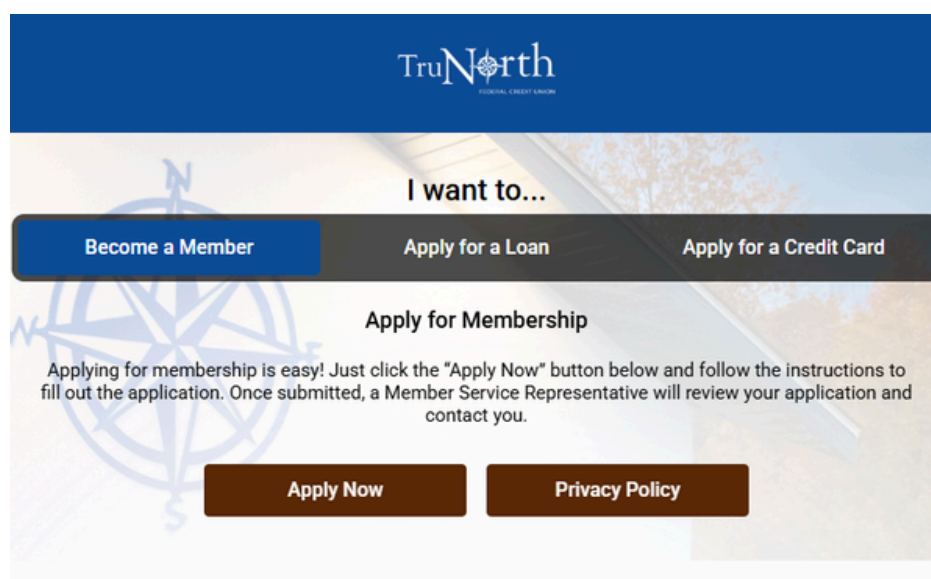 TruNorth
FEDERAL CREDIT UNION
N
I want to...
Become a Member
Apply for a Loan
Apply for a Credit Card
W
E
Apply for Membership
Applying for membership is easy! Just click the “Apply Now” button below and follow the instructions to
fill out the application. Once submitted, a Member Service Representative will review your application and
contact you.
Apply Now
Privacy Policy
S